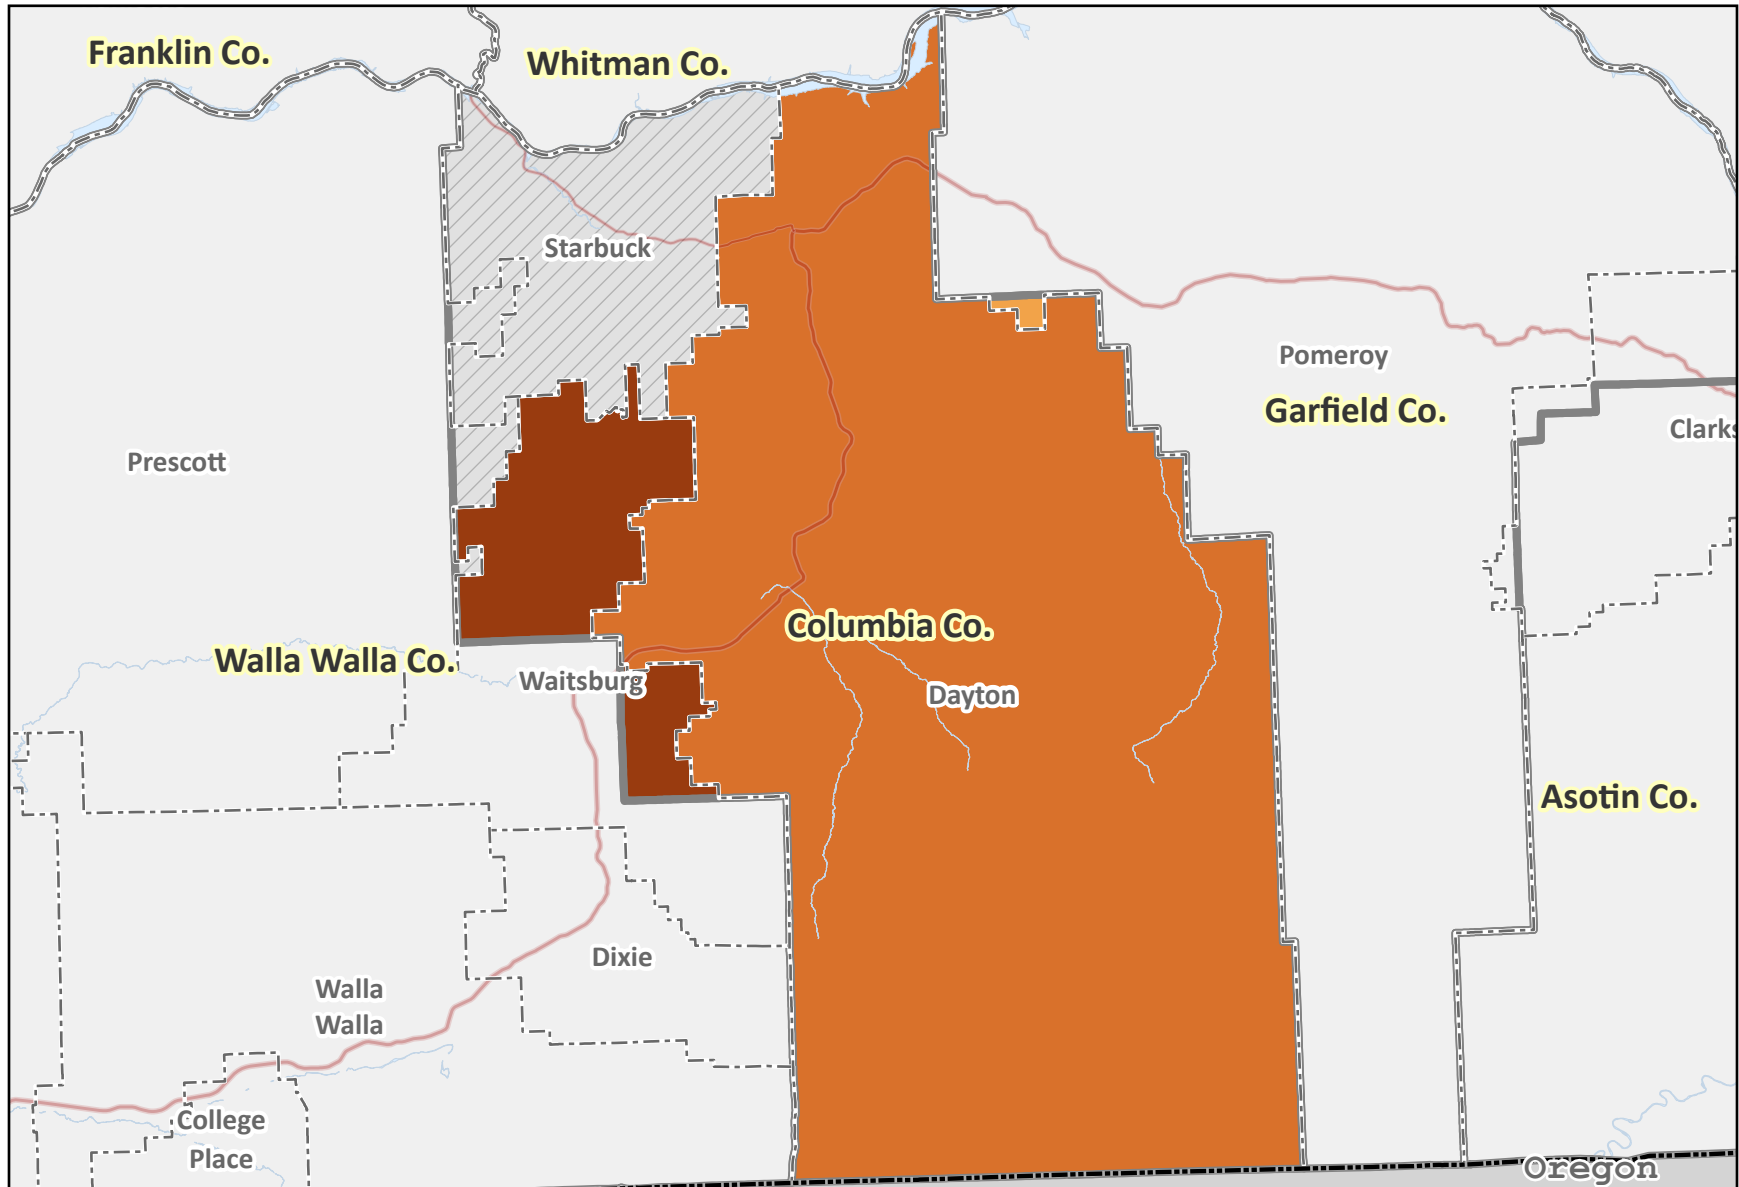 Franklin Co.
Whitman Co.
Starbuck
Pomeroy
Garfield Co.
Clarks
Prescott
Columbia Co.
Walla Walla Co.
Waitsburg
Dayton
Asotin Co.
Dixie
Walla
Walla
College
Place
Oregon